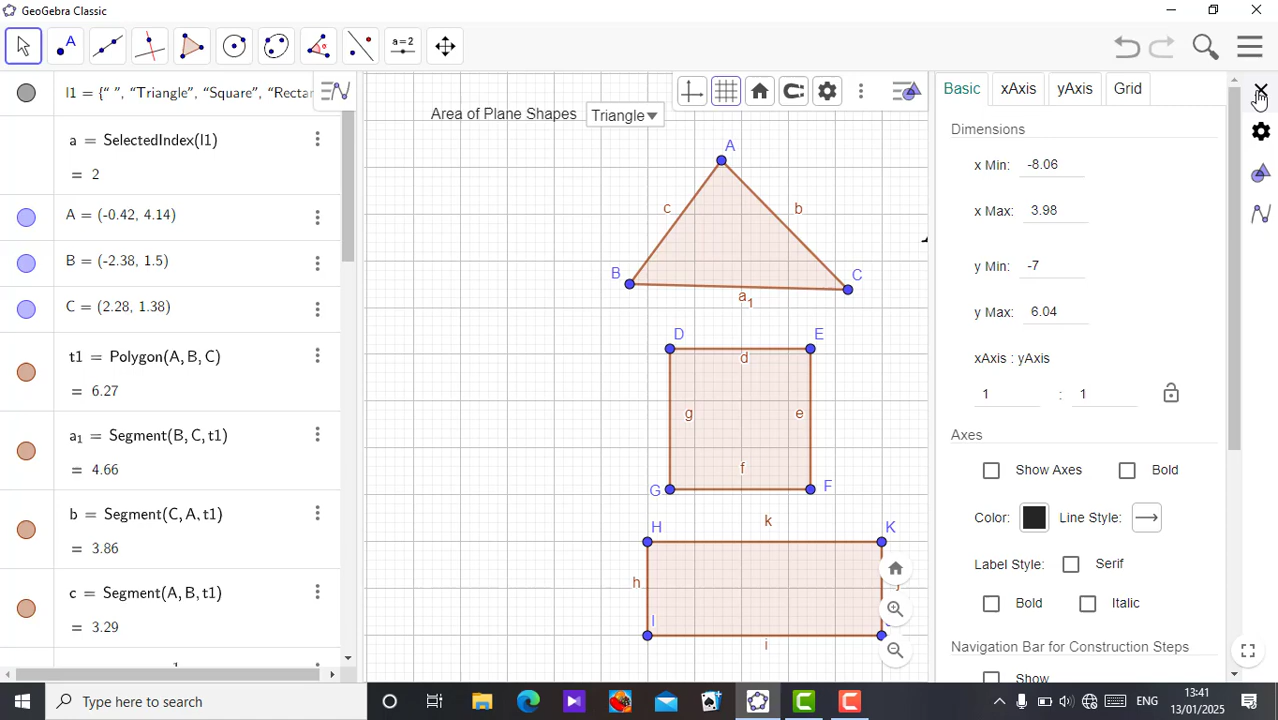 GeoGebra Classic
a=2
l1 = {“ ”, “Triangle”, “Square”, “Recta
a = SelectedIndex(l1)
= 2
A = (-0.42, 4.14)
B = (-2.38, 1.5)
C = (2.28, 1.38)
t1 = Polygon(A, B, C)
= 6.27
a₁ = Segment(B, C, t1)
= 4.66
b = Segment(C, A, t1)
= 3.86
c = Segment(A, B, t1)
= 3.29
Area of Plane Shapes Triangle
A
c b
B C
a₁
D E
d
g e
f
G F
k
H K
h
I
i
Basic xAxis yAxis Grid
Dimensions
x Min: -8.06
x Max: 3.98
y Min: -7
y Max: 6.04
xAxis : yAxis
1 : 1
Axes
Show Axes Bold
Color: Line Style:
Label Style: Serif
Bold Italic
Navigation Bar for Construction Steps
Show
Type here to search
ENG
13:41
13/01/2025